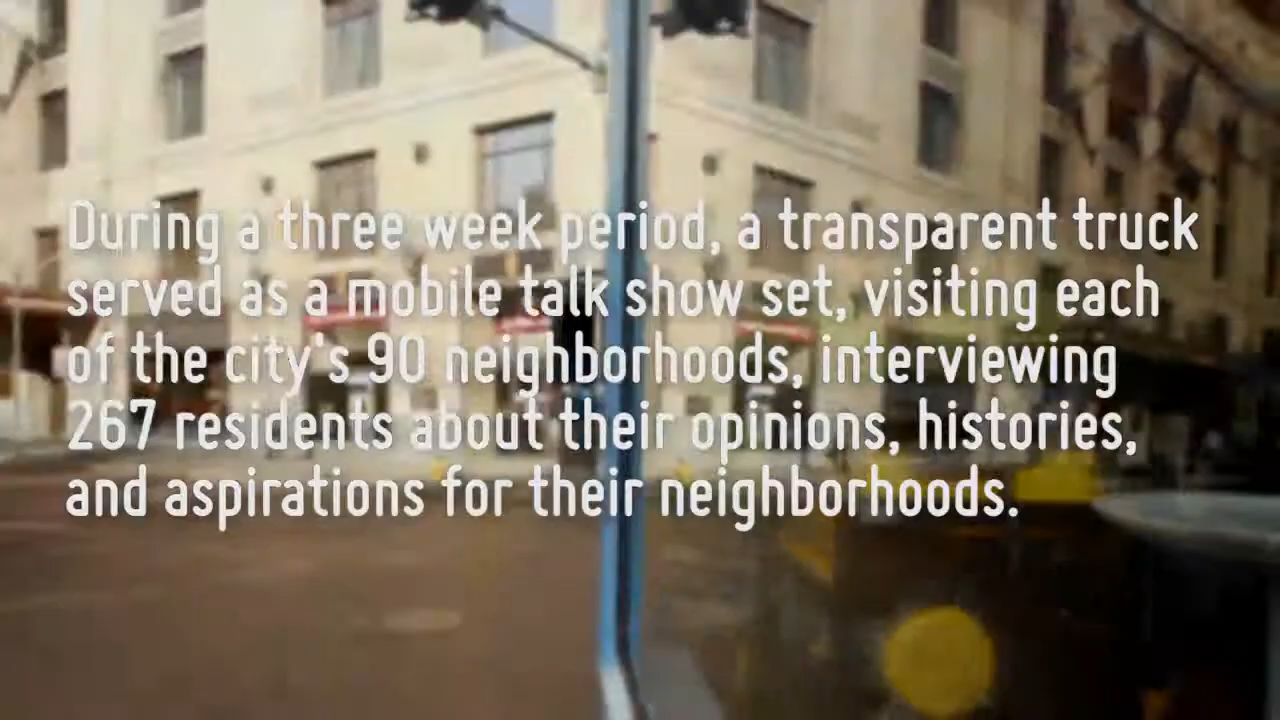 During a three week period, a transparent truck
served as a mobile talk show set, visiting each
of the city's 90 neighborhoods, interviewing
267 residents about their opinions, histories,
and aspirations for their neighborhoods.